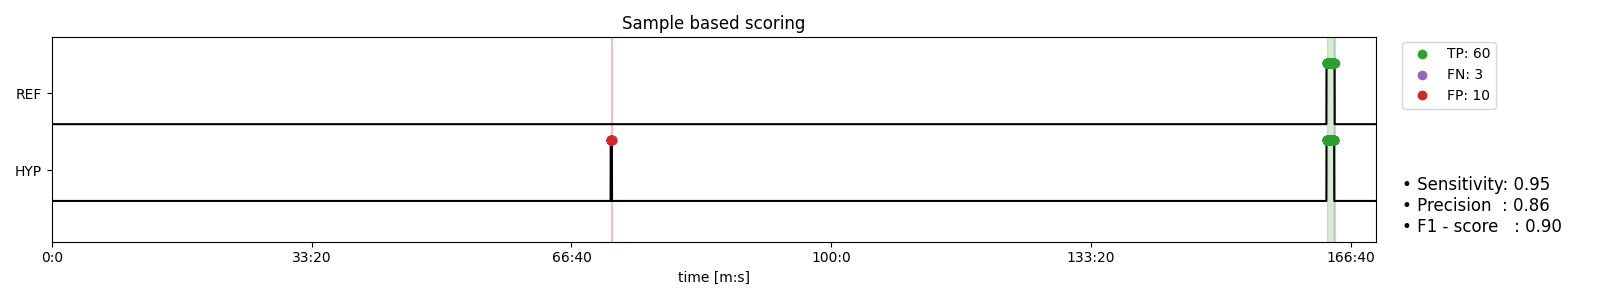 Sample based scoring
REF
HYP
0:0
33:20
66:40
100:0
133:20
166:40
time [m:s]
TP: 60
FN: 3
FP: 10
• Sensitivity: 0.95
• Precision : 0.86
• F1 - score : 0.90